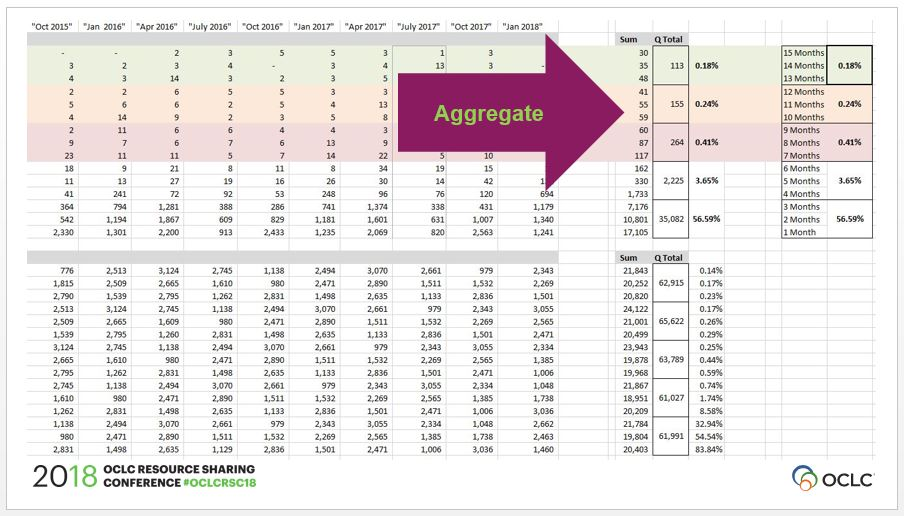 "Oct 2015" "Jan 2016" "Apr 2016" "July 2016" "Oct 2016" "Jan 2017" "Apr 2017" "July 2017" "Oct 2017" "Jan 2018"
Sum Q Total
- - 2 3 5 5 3 1 3 30 15 Months
3 2 3 4 - 3 4 13 3 - 35 113 0.18% 14 Months 0.18%
4 3 14 3 2 3 5 48 13 Months
2 2 6 5 5 3 3 41 12 Months
5 6 6 2 5 4 13 55 155 0.24% 11 Months 0.24%
4 14 9 2 3 5 8 59 10 Months
Aggregate
2 11 6 6 4 4 3 60 9 Months
9 7 6 7 6 13 9 87 264 0.41% 8 Months 0.41%
23 11 11 5 7 14 22 5 10 117 7 Months
18 9 21 8 11 8 34 19 15 162 6 Months
11 13 27 19 16 26 30 14 42 330 2,225 3.65% 5 Months 3.65%
41 241 72 92 53 248 96 76 120 694 1,733 4 Months
364 794 1,281 388 286 741 1,374 338 431 1,179 7,176 3 Months
542 1,194 1,867 609 829 1,181 1,601 631 1,007 1,340 10,801 35,082 56.59% 2 Months 56.59%
2,330 1,301 2,200 913 2,433 1,235 2,069 820 2,563 1,241 17,105 1 Month
Sum Q Total
776 2,513 3,124 2,745 1,138 2,494 3,070 2,661 979 2,343 21,843 0.14%
1,815 2,509 2,665 1,610 980 2,471 2,890 1,511 1,532 2,269 20,252 62,915 0.17%
2,790 1,539 2,795 1,262 2,831 1,498 2,635 1,133 2,836 1,501 20,820 0.23%
2,513 3,124 2,745 1,138 2,494 3,070 2,661 979 2,343 3,055 24,122 0.17%
2,509 2,665 1,609 980 2,471 2,890 1,511 1,532 2,269 2,565 21,001 65,622 0.26%
1,539 2,795 1,260 2,831 1,498 2,635 1,133 2,836 1,501 2,471 20,499 0.29%
3,124 2,745 1,138 2,494 3,070 2,661 979 2,343 3,055 2,334 23,943 0.25%
2,665 1,610 980 2,471 2,890 1,511 1,532 2,269 2,565 1,385 19,878 63,789 0.44%
2,795 1,262 2,831 1,498 2,635 1,133 2,836 1,501 2,471 1,006 19,968 0.59%
2,745 1,138 2,494 3,070 2,661 979 2,343 3,055 2,334 1,048 21,867 0.74%
1,610 980 2,471 2,890 1,511 1,532 2,269 2,565 1,385 1,738 18,951 61,027 1.74%
1,262 2,831 1,498 2,635 1,133 2,836 1,501 2,471 1,006 3,036 20,209 8.58%
1,138 2,494 3,070 2,661 979 2,343 3,055 2,334 1,048 2,662 21,784 32.94%
980 2,471 2,890 1,511 1,532 2,269 2,565 1,385 1,738 2,463 19,804 61,991 54.54%
2,831 1,498 2,635 1,129 2,836 1,501 2,471 1,006 3,036 1,460 20,403 83.84%
2018 OCLC RESOURCE SHARING
CONFERENCE #OCLCRSC18
OCLC